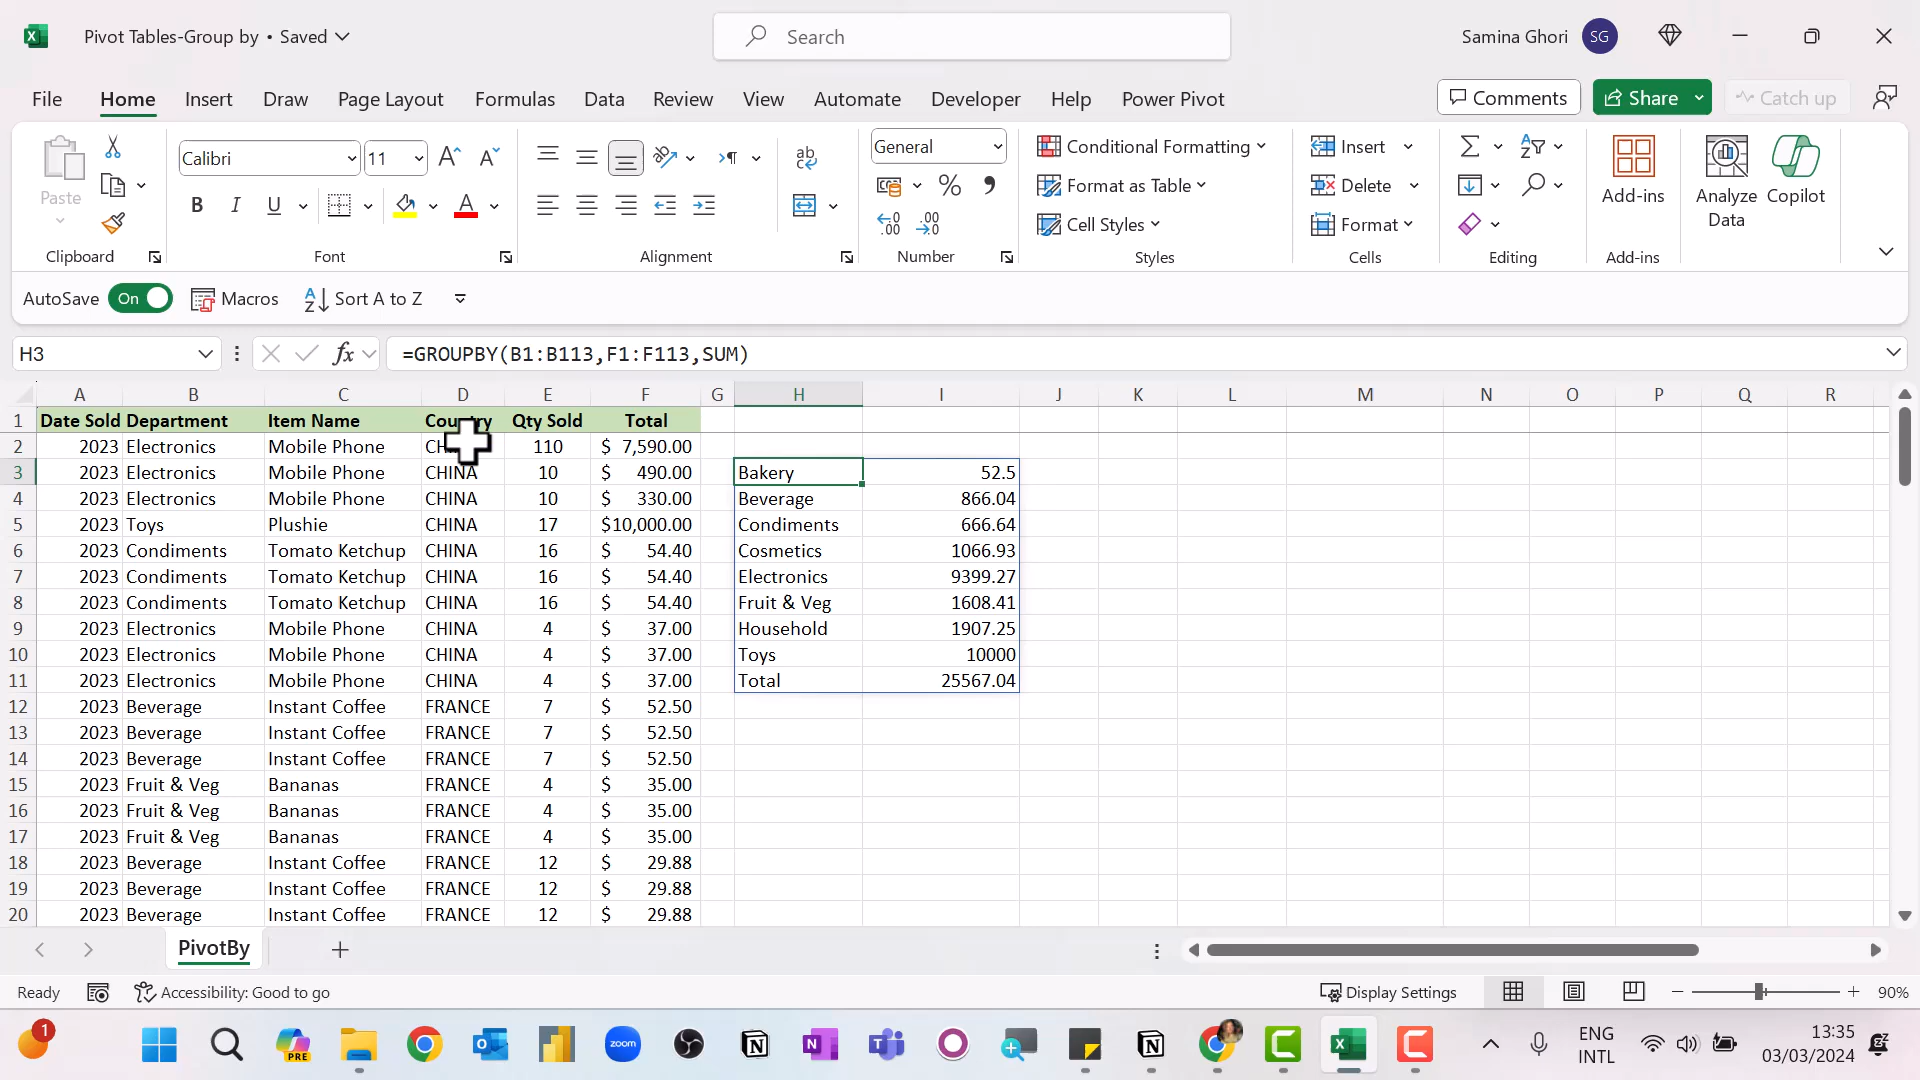 Pivot Tables-Group by • Saved
Search
Samina Ghori SG
File Home Insert Draw Page Layout Formulas Data Review View Automate Developer Help Power Pivot
Comments Share Catch up
Paste
Clipboard
Calibri 11
B I U
Font
ab
Alignment
General
Number
Conditional Formatting
Format as Table
Cell Styles
Styles
Insert
Delete
Format
Cells
Editing
Add-ins
Add-ins
Analyze Data
Copilot
AutoSave On Macros Sort A to Z
H3 fx =GROUPBY(B1:B113,F1:F113,SUM)
A B C D E F G H I J K L M N O P Q R
1 Date Sold Department Item Name Country Qty Sold Total
2 2023 Electronics Mobile Phone 110 $ 7,590.00
3 2023 Electronics Mobile Phone CHINA 10 $ 490.00 Bakery 52.5
4 2023 Electronics Mobile Phone CHINA 10 $ 330.00 Beverage 866.04
5 2023 Toys Plushie CHINA 17 $10,000.00 Condiments 666.64
6 2023 Condiments Tomato Ketchup CHINA 16 $ 54.40 Cosmetics 1066.93
7 2023 Condiments Tomato Ketchup CHINA 16 $ 54.40 Electronics 9399.27
8 2023 Condiments Tomato Ketchup CHINA 16 $ 54.40 Fruit & Veg 1608.41
9 2023 Electronics Mobile Phone CHINA 4 $ 37.00 Household 1907.25
10 2023 Electronics Mobile Phone CHINA 4 $ 37.00 Toys 10000
11 2023 Electronics Mobile Phone CHINA 4 $ 37.00 Total 25567.04
12 2023 Beverage Instant Coffee FRANCE 7 $ 52.50
13 2023 Beverage Instant Coffee FRANCE 7 $ 52.50
14 2023 Beverage Instant Coffee FRANCE 7 $ 52.50
15 2023 Fruit & Veg Bananas FRANCE 4 $ 35.00
16 2023 Fruit & Veg Bananas FRANCE 4 $ 35.00
17 2023 Fruit & Veg Bananas FRANCE 4 $ 35.00
18 2023 Beverage Instant Coffee FRANCE 12 $ 29.88
19 2023 Beverage Instant Coffee FRANCE 12 $ 29.88
20 2023 Beverage Instant Coffee FRANCE 12 $ 29.88
PivotBy
Ready Accessibility: Good to go Display Settings 90%
1 PRE zoom ENG INTL 13:35
03/03/2024